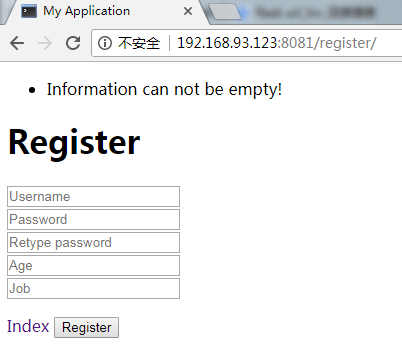 My Application
不安全 192.168.93.123:8081/register/
Information can not be empty!
Register
Username
Password
Retype password
Age
Job
Index Register